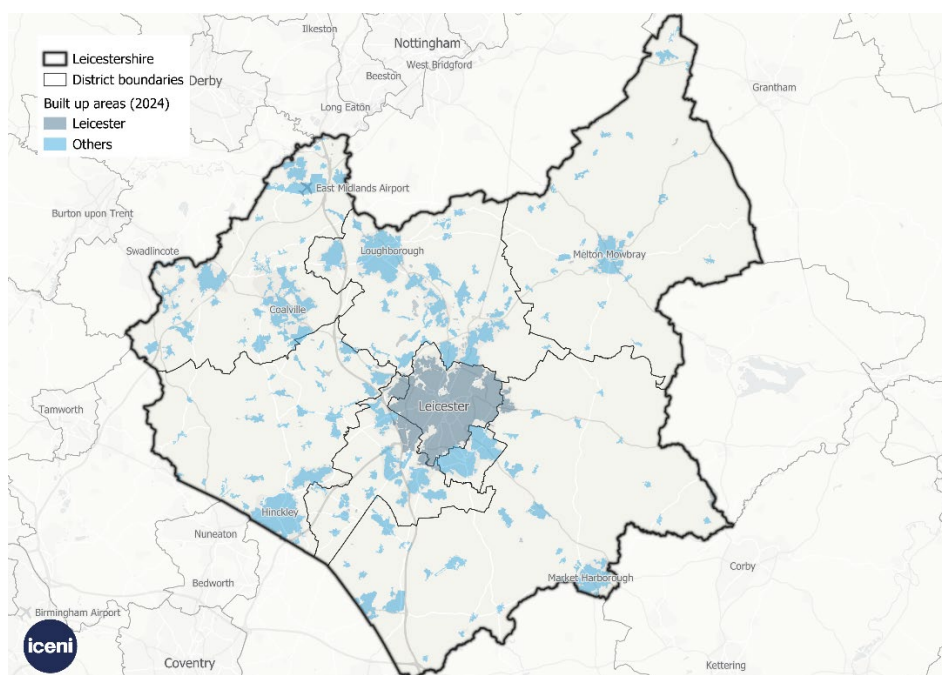 Leicestershire
District boundaries
Built up areas (2024)
Leicester
Others
Ilkeston
Nottingham
West Bridgford
Beeston
Derby
Long Eaton
Grantham
East Midlands Airport
Burton upon Trent
Swadlincote
Loughborough
Melton Mowbray
Coalville
Tamworth
Leicester
Hinckley
Nuneaton
Market Harborough
Corby
Bedworth
Birmingham Airport
iceni
Coventry
Kettering